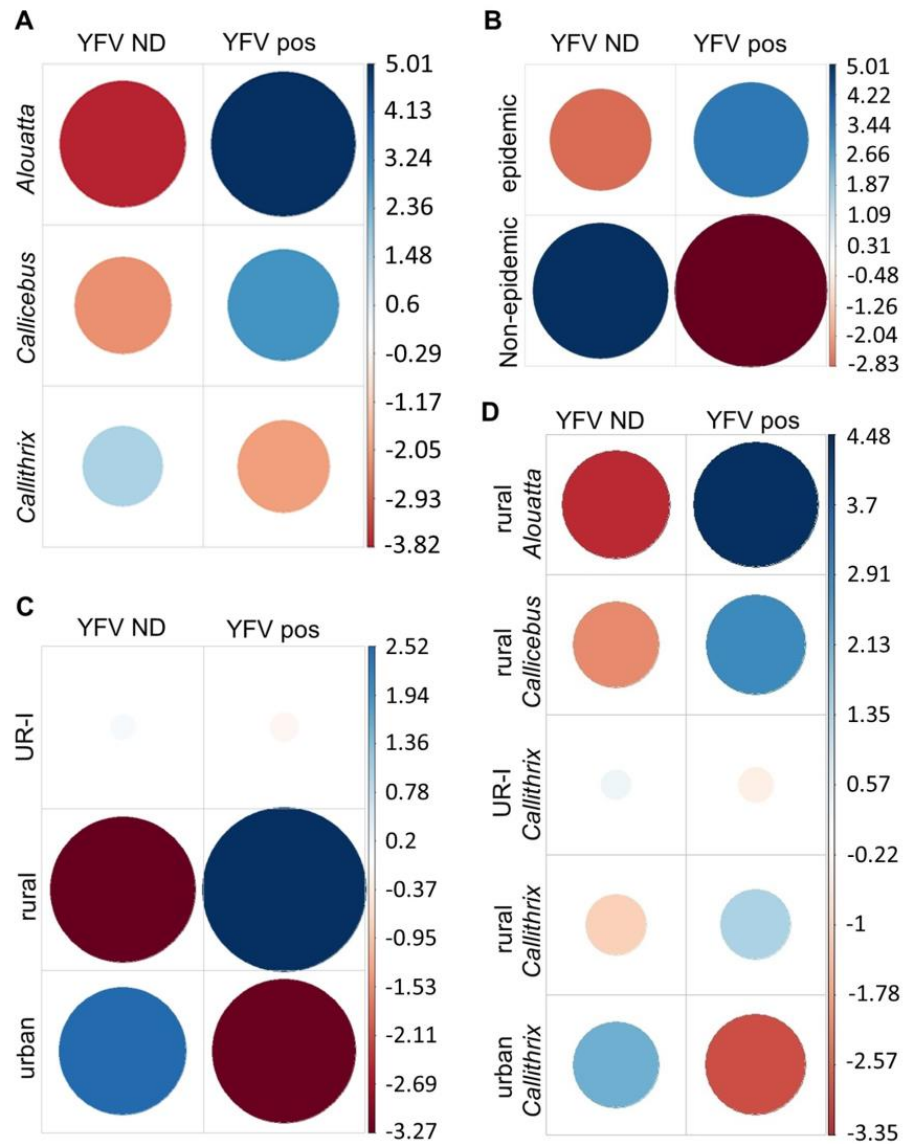 A
YFV ND YFV pos
Alouatta
Callicebus
Callithrix
5.01
4.13
3.24
2.36
1.48
0.6
-0.29
-1.17
-2.05
-2.93
-3.82
B
YFV ND YFV pos
epidemic
Non-epidemic
5.01
4.22
3.44
2.66
1.87
1.09
0.31
-0.48
-1.26
-2.04
-2.83
C
YFV ND YFV pos
UR-I
rural
urban
2.52
1.94
1.36
0.78
0.2
-0.37
-0.95
-1.53
-2.11
-2.69
-3.27
D
YFV ND YFV pos
rural
Alouatta
rural
Callicebus
UR-I
Callithrix
rural
Callithrix
urban
Callithrix
4.48
3.7
2.91
2.13
1.35
0.57
-0.22
-1
-1.78
-2.57
-3.35